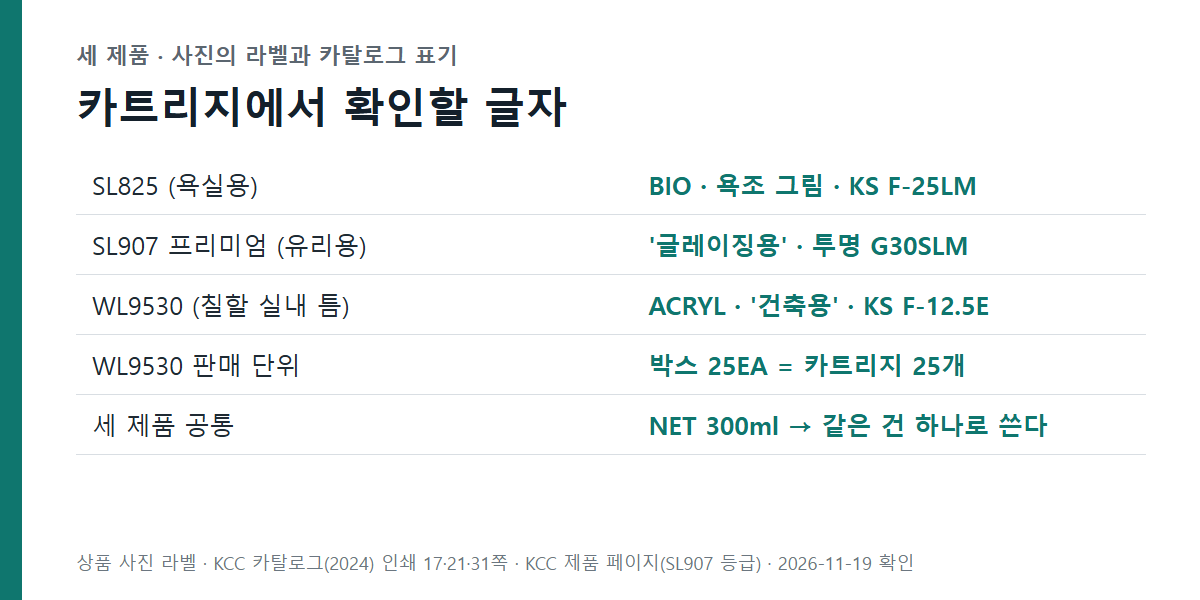 세 제품 · 사진의 라벨과 카탈로그 표기
카트리지에서 확인할 글자
SL825 (욕실용) BIO · 욕조 그림 · KS F-25LM
SL907 프리미엄 (유리용) '글레이징용' · 투명 G30SLM
WL9530 (칠할 실내 틈) ACRYL · '건축용' · KS F-12.5E
WL9530 판매 단위 박스 25EA = 카트리지 25개
세 제품 공통 NET 300ml → 같은 건 하나로 쓴다
상품 사진 라벨 · KCC 카탈로그(2024) 인쇄 17·21·31쪽 · KCC 제품 페이지(SL907 등급) · 2026-11-19 확인